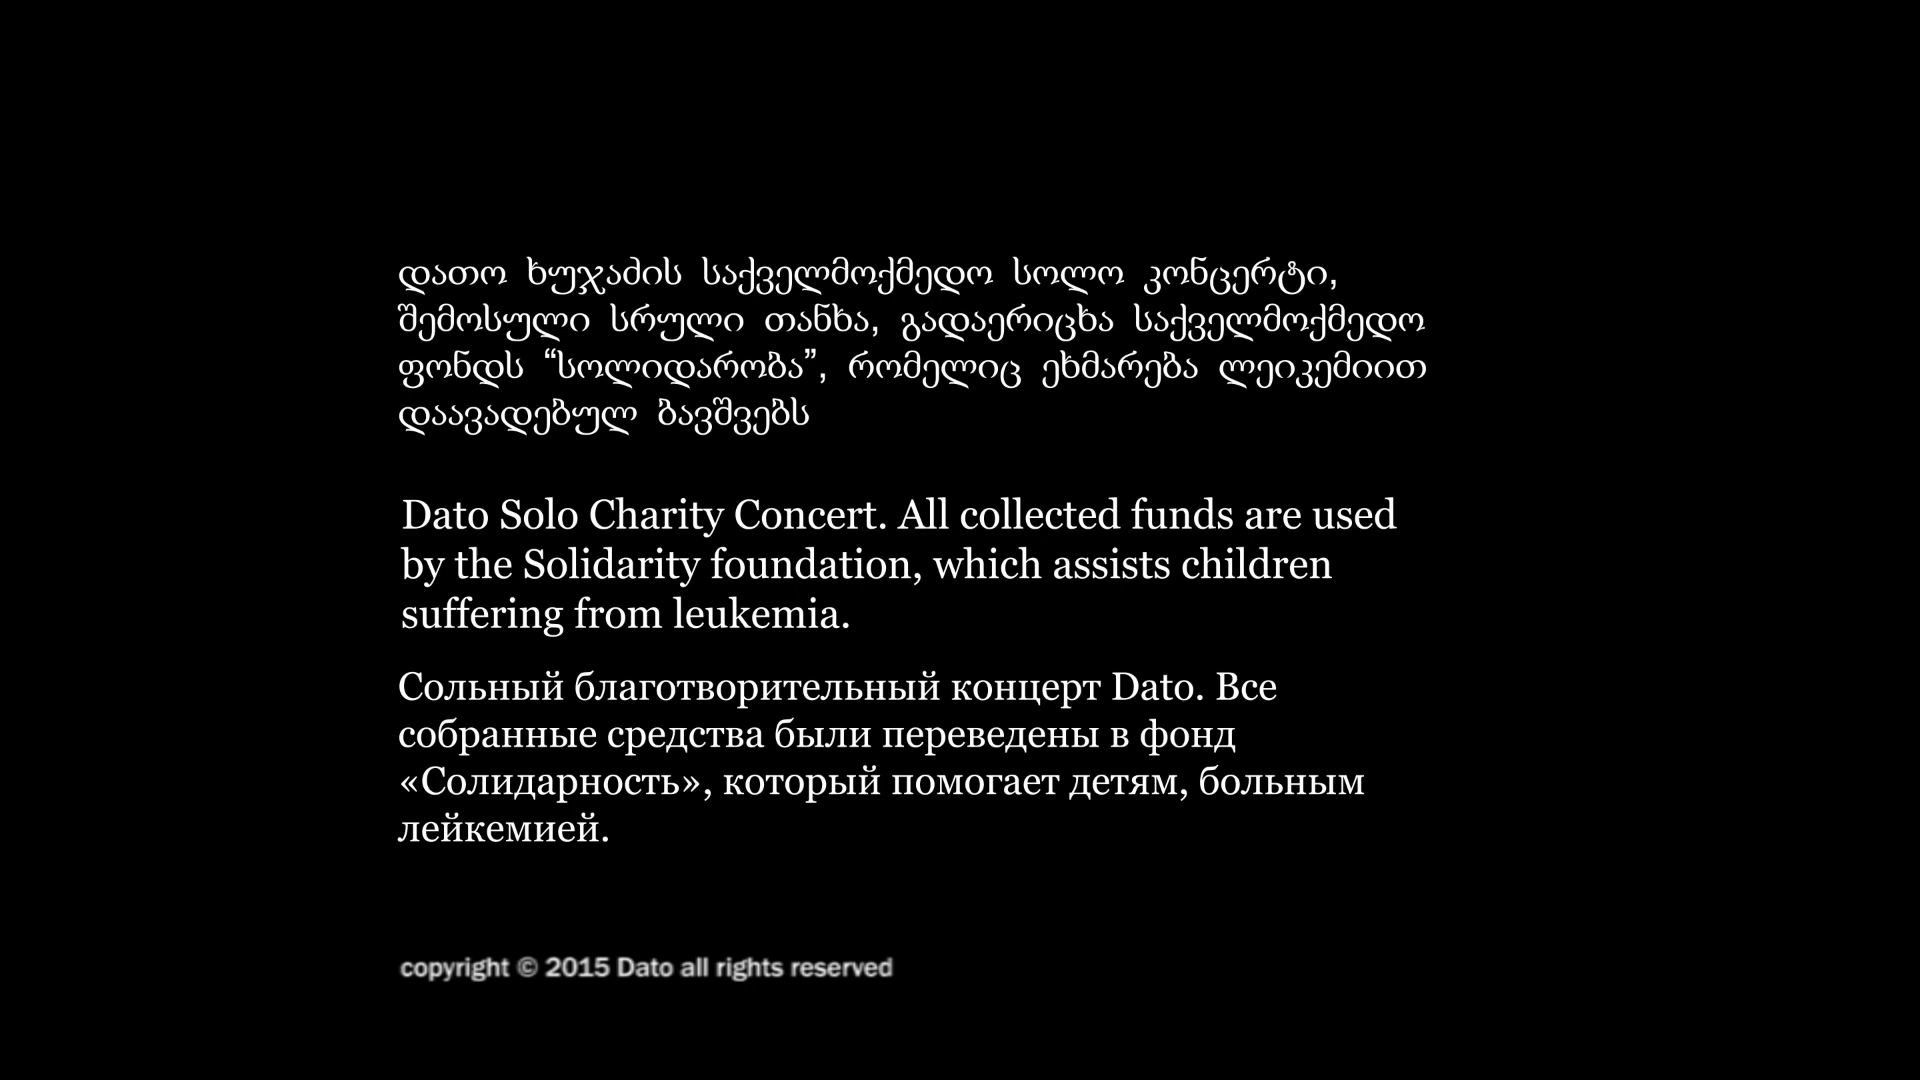 დათო ხუჯაძის საქველმოქმედო სოლო კონცერტი,
შემოსული სრული თანხა, გადაერიცხა საქველმოქმედო
ფონდს “სოლიდარობა”, რომელიც ეხმარება ლეიკემიით
დაავადებულ ბავშვებს
Dato Solo Charity Concert. All collected funds are used
by the Solidarity foundation, which assists children
suffering from leukemia.
Сольный благотворительный концерт Dato. Все
собранные средства были переведены в фонд
«Солидарность», который помогает детям, больным
лейкемией.
copyright © 2015 Dato all rights reserved